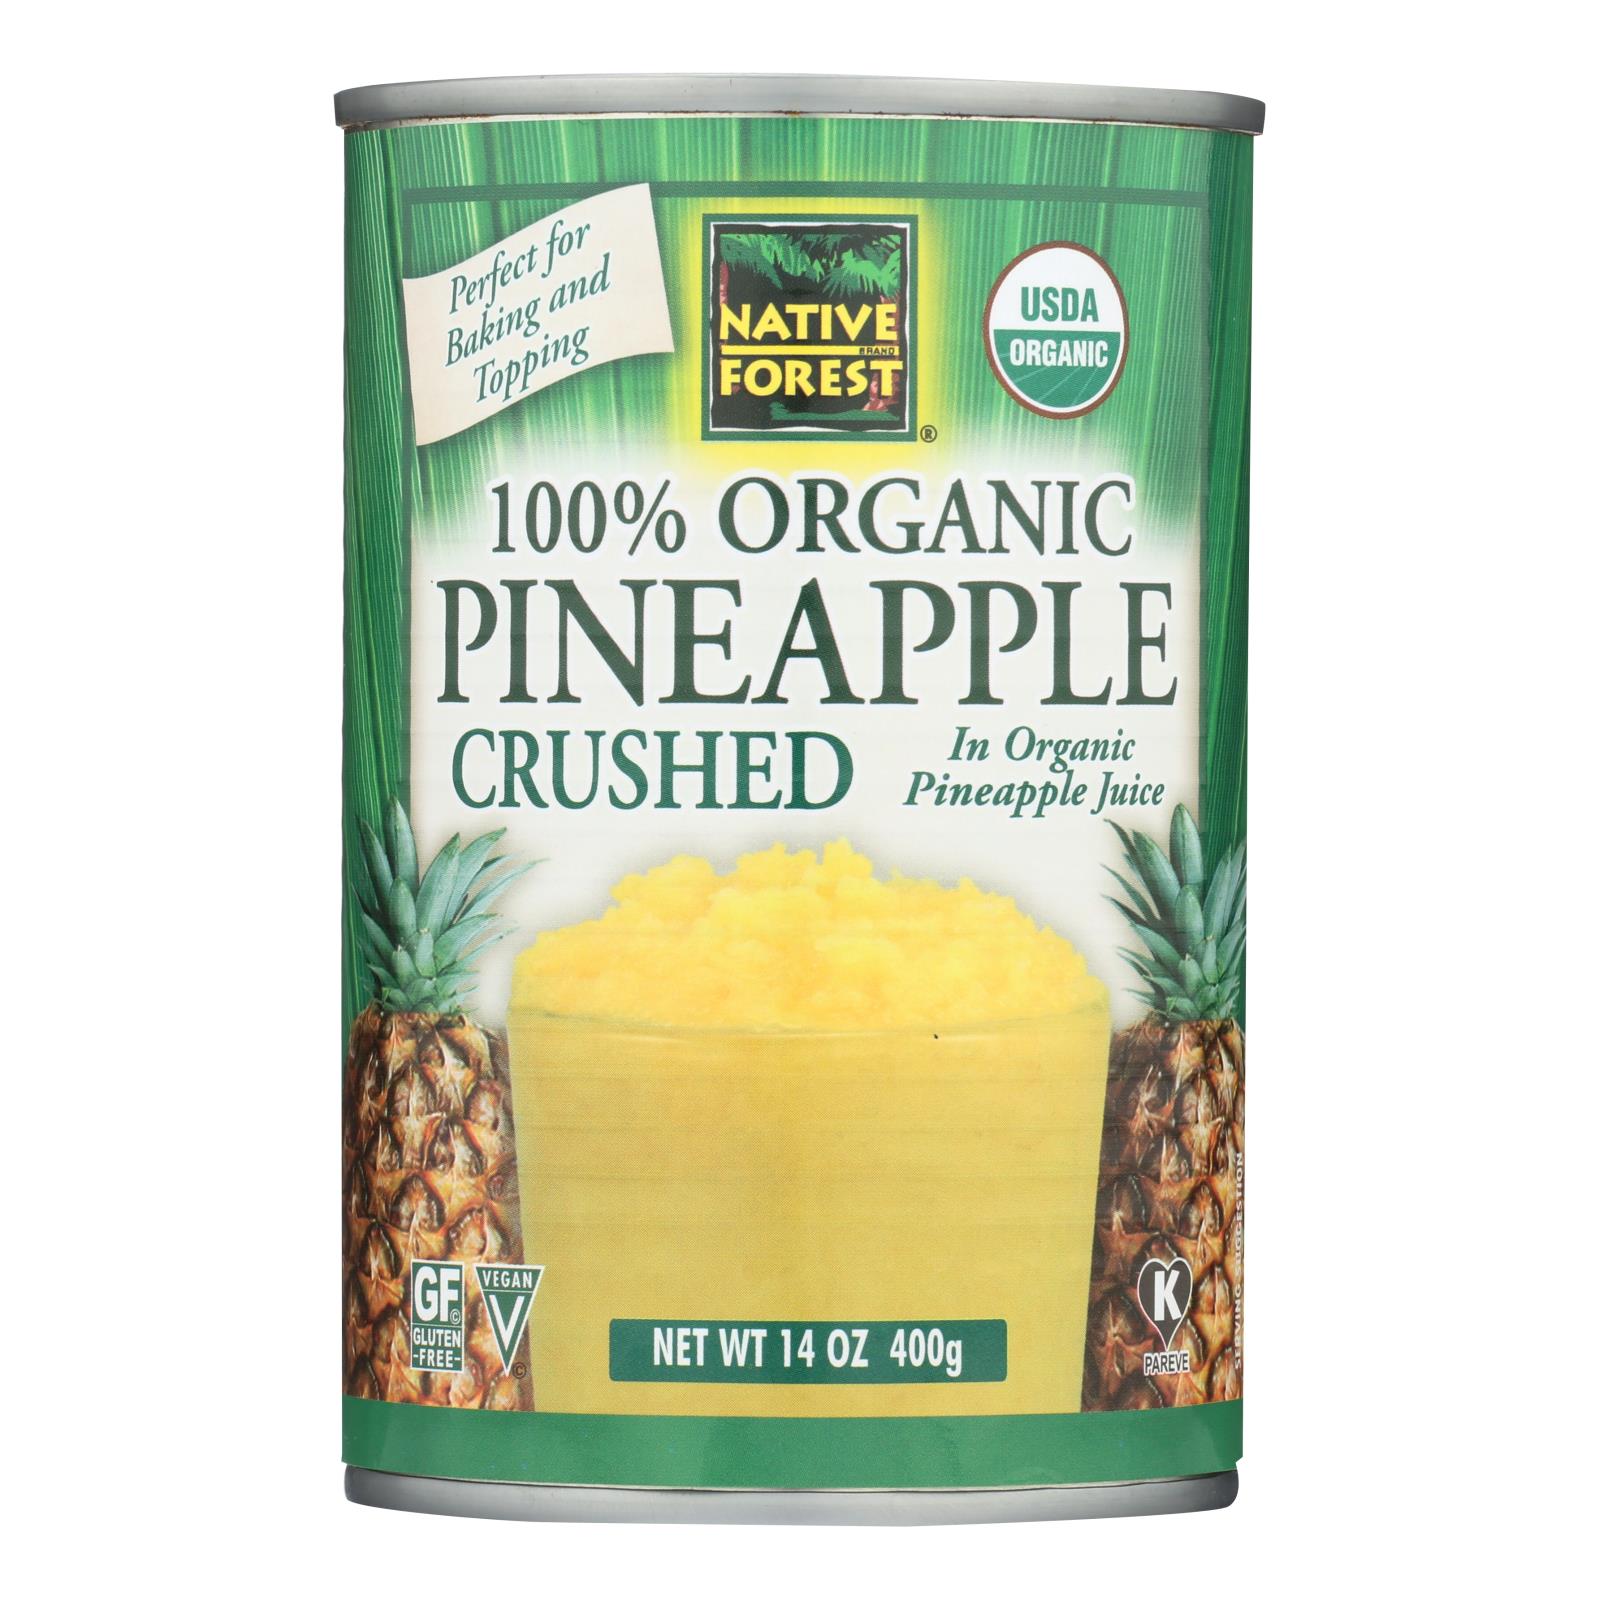 Perfect for
Baking and
Topping
NATIVE
BRAND
FOREST
®
USDA
ORGANIC
100% ORGANIC
PINEAPPLE
CRUSHED
In Organic
Pineapple Juice
GF
©
GLUTEN
-FREE-
VEGAN
V
©
NET WT 14 OZ 400g
K
PAREVE
SERVING SUGGESTION